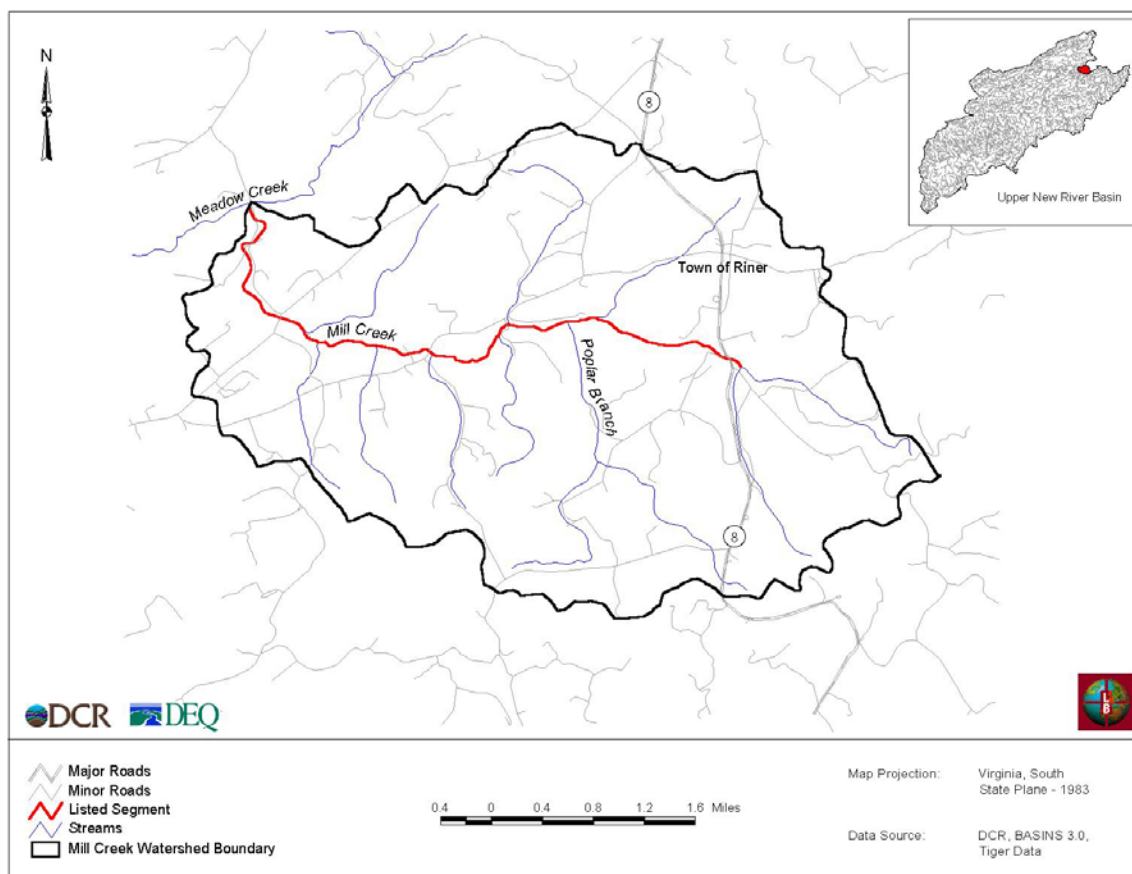 N
8
Upper New River Basin
Meadow Creek
Town of Riner
Mill Creek
Poplar Branch
8
DCR
DEQ
L
B
Major Roads
Minor Roads
Listed Segment
Streams
Mill Creek Watershed Boundary
0.4 0 0.4 0.8 1.2 1.6 Miles
Map Projection: Virginia, South
State Plane - 1983
Data Source: DCR, BASINS 3.0,
Tiger Data